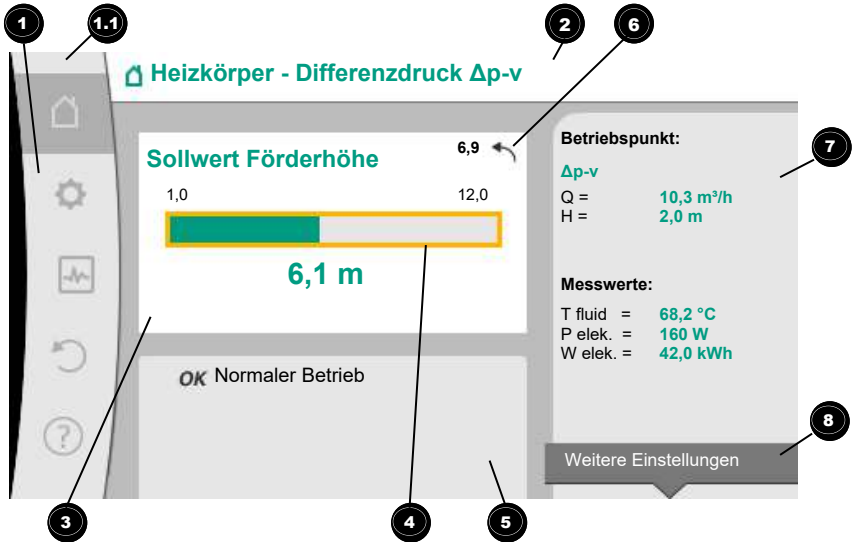 1
1.1
2
6
Heizkörper - Differenzdruck Δp-v
Sollwert Förderhöhe
6,9
1,0
12,0
6,1 m
OK Normaler Betrieb
Betriebspunkt:
Δp-v
Q = 10,3 m³/h
H = 2,0 m
Messwerte:
T fluid = 68,2 °C
P elek. = 160 W
W elek. = 42,0 kWh
Weitere Einstellungen
?
7
8
3
4
5